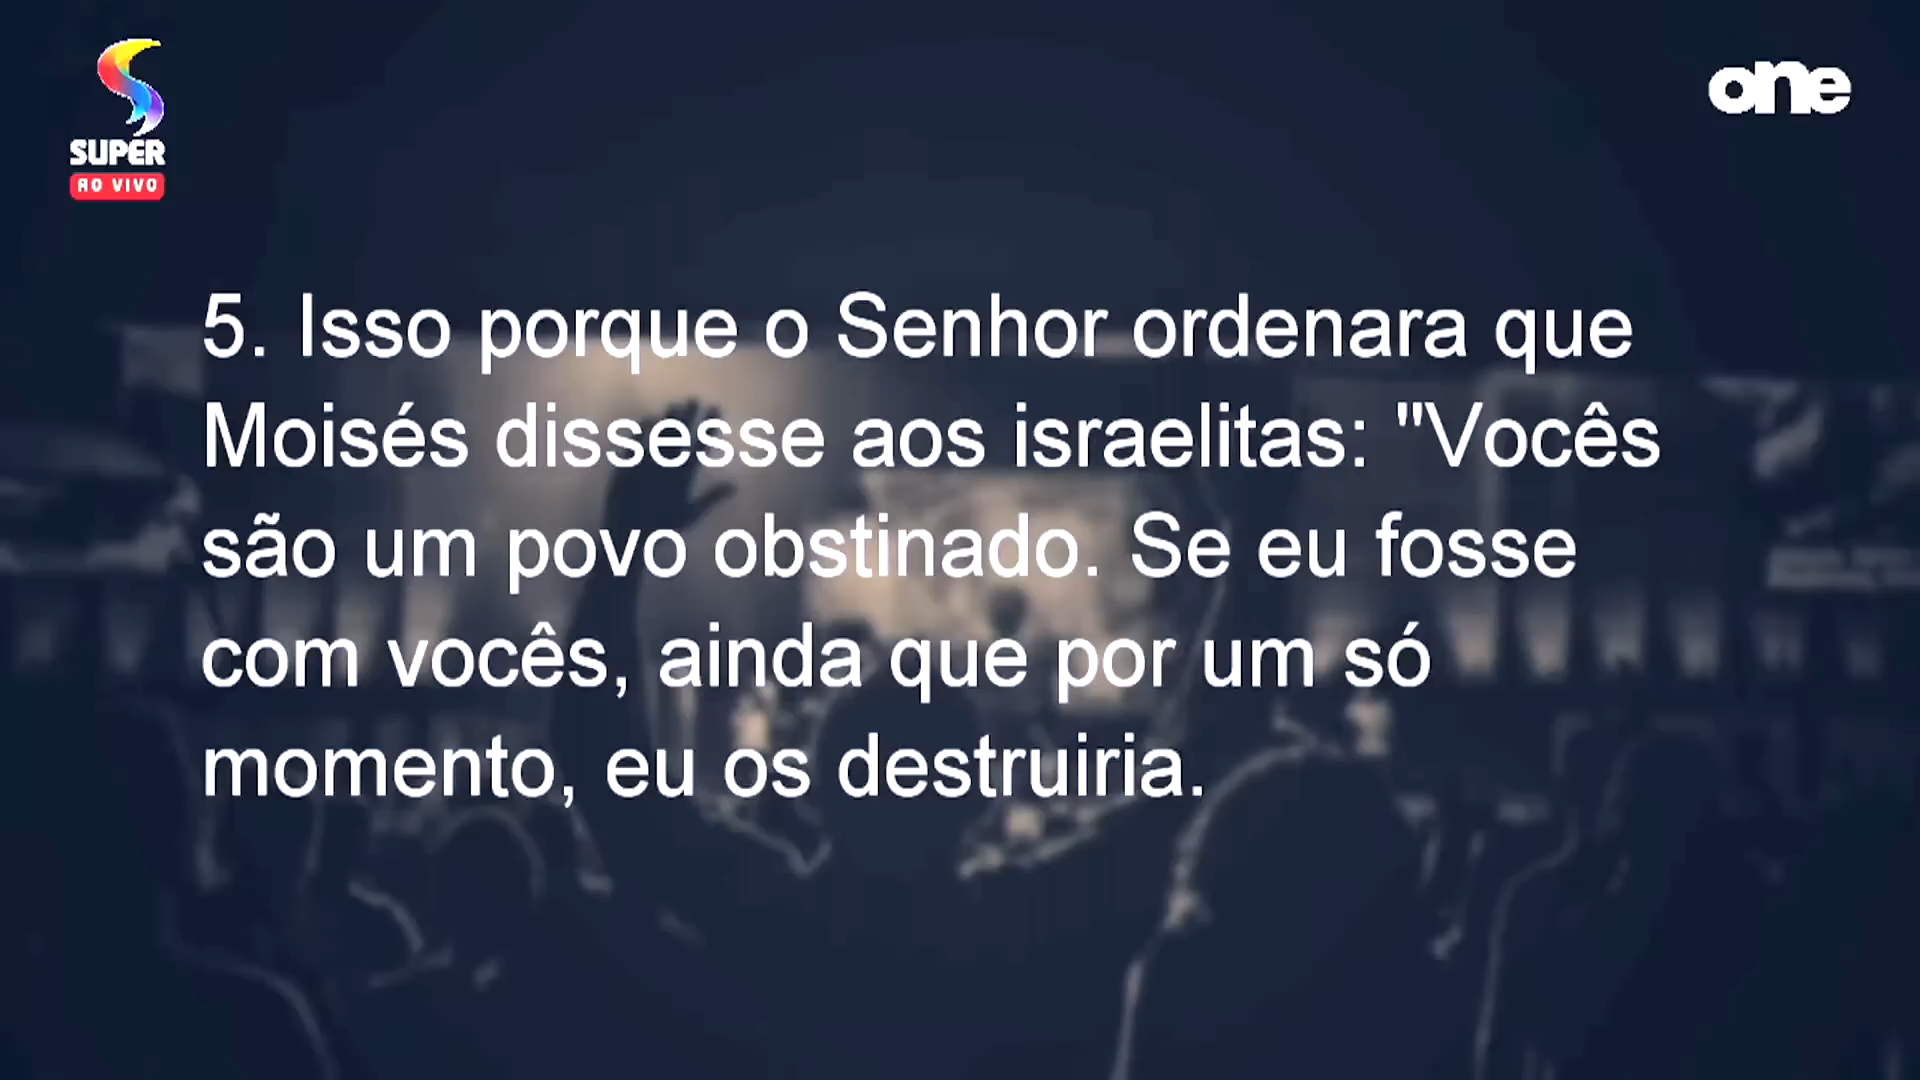 SUPER
AO VIVO
one
5. Isso porque o Senhor ordenara que
Moisés dissesse aos israelitas: "Vocês
são um povo obstinado. Se eu fosse
com vocês, ainda que por um só
momento, eu os destruiria.